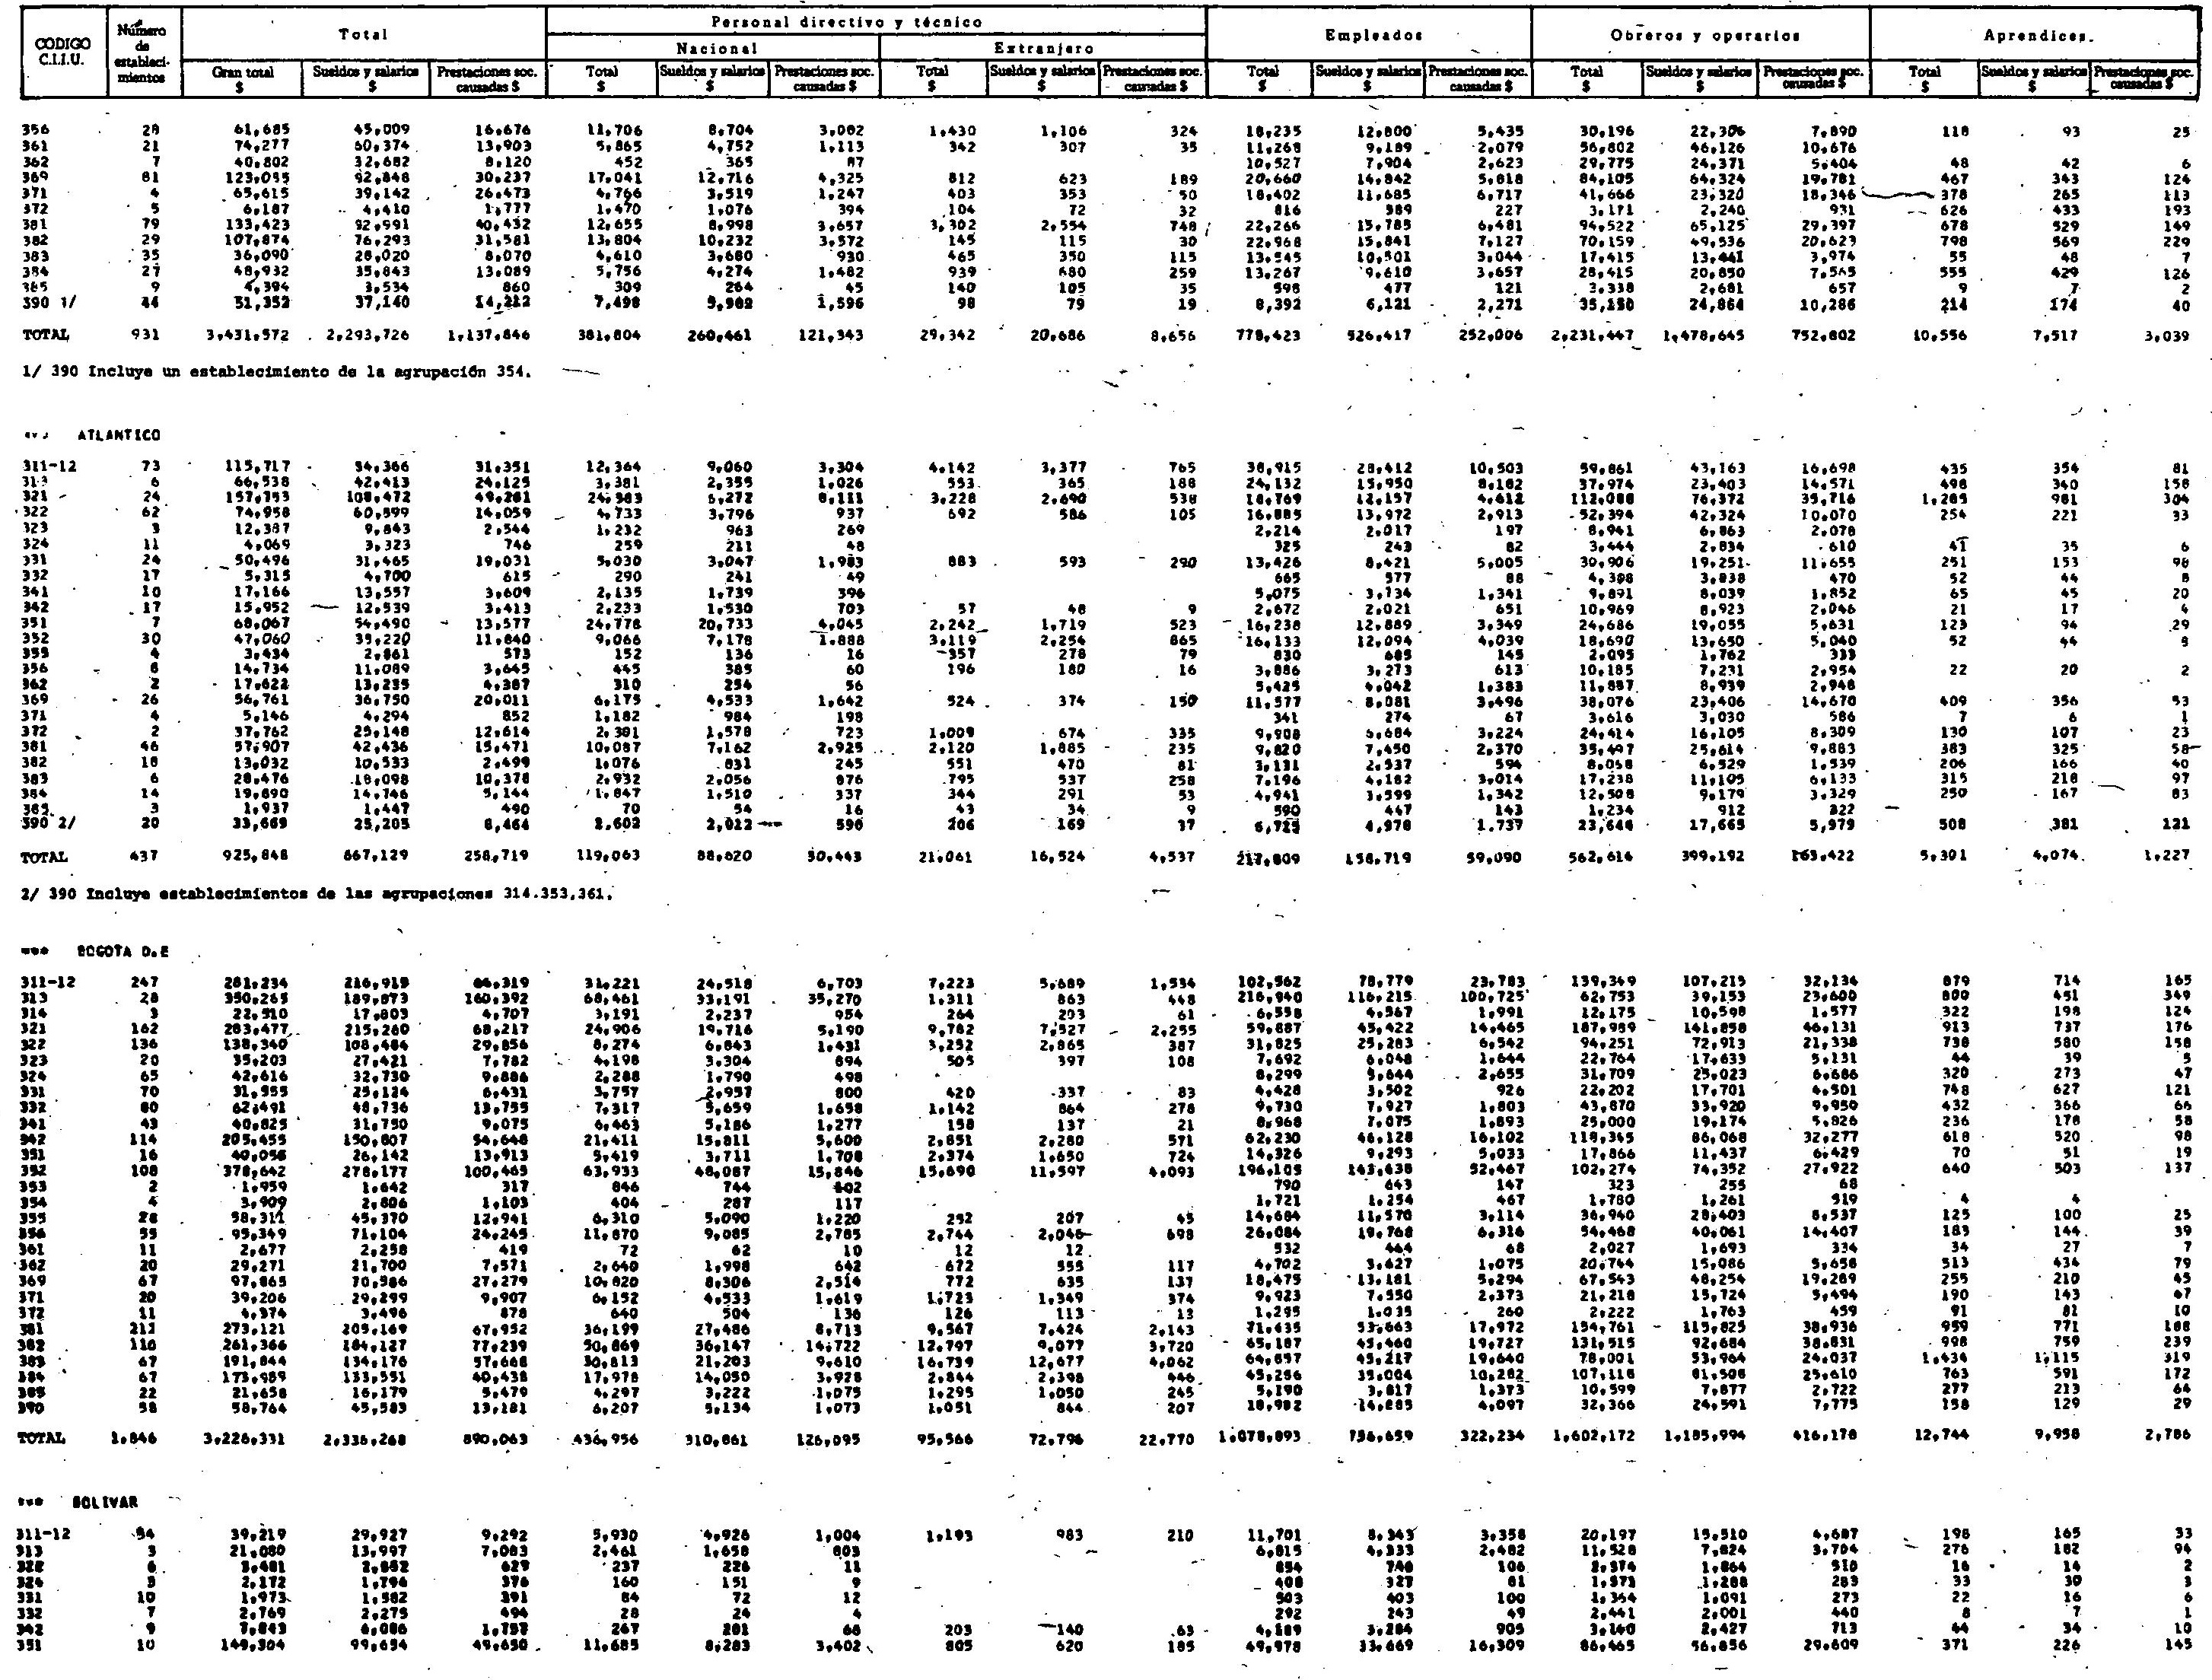 CODIGO C.I.I.U. Número de estableci- mientos Total Personal directivo y técnico Empleados Obreros y operarios Aprendices.
Nacional Extranjero
Gran total $ Sueldos y salarios $ Prestaciones soc. causadas $ Total $ Sueldos y salarios $ Prestaciones soc. causadas $ Total $ Sueldos y salarios $ Prestaciones soc. causadas $ Total $ Sueldos y salarios $ Prestaciones soc. causadas $ Total $ Sueldos y salarios $ Prestaciones soc. causadas $ Total $ Sueldos y salarios $ Prestaciones soc. causadas $
356 28 61,685 45,009 16,676 11,706 8,704 3,002 1,430 1,106 324 18,235 12,800 5,435 30,196 22,306 7,890 118 93 25
361 21 74,277 60,374 13,903 5,865 4,752 1,113 342 307 35 11,268 9,189 2,079 56,802 46,126 10,676
362 7 40,802 32,682 8,120 452 365 87 10,527 7,904 2,623 29,775 24,371 5,404 48 42 6
369 81 123,085 92,848 30,237 17,041 12,716 4,325 812 623 189 20,660 14,842 5,818 84,105 64,324 19,781 467 343 124
371 4 65,615 39,142 26,473 4,766 3,519 1,247 403 353 50 18,402 11,685 6,717 41,666 23,320 18,346 378 265 113
372 5 6,187 4,410 1,777 1,470 1,076 394 104 72 32 816 589 227 3,171 2,240 931 626 433 193
381 79 133,423 92,991 40,432 12,655 8,998 3,657 3,302 2,554 748 22,266 15,785 6,481 94,522 65,125 29,397 678 529 149
382 29 107,874 76,293 31,581 13,804 10,232 3,572 145 115 30 22,968 15,841 7,127 70,159 49,536 20,623 798 569 229
383 35 36,090 28,020 8,070 4,610 3,680 930 465 350 115 13,545 10,501 3,044 17,415 13,441 3,974 55 48 7
384 27 48,932 35,843 13,089 5,756 4,274 1,482 939 680 259 13,267 9,610 3,657 28,415 20,850 7,565 555 429 126
385 9 4,394 3,534 860 309 264 45 140 105 35 598 477 121 3,338 2,681 657 9 7 2
390 1/ 44 51,352 37,140 14,212 7,498 5,902 1,596 98 79 19 8,392 6,121 2,271 35,150 24,864 10,286 214 174 40
TOTAL 931 3,431,572 2,293,726 1,137,846 381,804 260,461 121,343 29,342 20,686 8,656 778,423 526,417 252,006 2,231,447 1,478,645 752,802 10,556 7,517 3,039
1/ 390 Incluye un establecimiento de la agrupación 354.
ATLANTICO
311-12 73 115,717 31,351 12,364 9,060 3,304 4,142 3,377 765 38,915 28,412 10,503 59,861 43,163 16,698 435 354 81
313 6 66,538 42,413 24,125 3,381 2,355 1,026 553 365 188 24,132 15,950 8,182 37,974 23,403 14,571 498 340 158
321 24 108,472 49,281 8,111 3,228 2,690 538 12,157 4,612 112,088 76,372 35,716 1,285 981 304
322 62 74,958 60,899 14,059 4,733 3,796 937 692 586 105 16,885 13,972 2,913 52,394 42,324 10,070 254 221 33
323 3 12,387 9,843 2,544 1,232 963 269 2,214 2,017 197 8,941 6,863 2,078
324 11 4,069 3,323 746 259 211 48 325 243 82 3,444 2,834 610 41 35 6
331 24 50,496 31,465 19,031 5,030 3,047 1,983 883 593 290 13,426 8,421 5,005 30,906 19,251 11,655 251 153 98
332 17 5,315 4,700 615 290 241 49 665 577 88 3,838 470 52 44 8
341 10 17,166 13,557 3,609 2,135 1,739 396 5,075 3,734 1,341 9,891 8,039 1,852 65 45 20
342 17 15,952 12,539 3,413 2,233 1,530 703 57 48 9 2,672 2,021 651 10,969 8,923 2,046 21 17 4
351 7 68,067 54,490 13,577 24,778 20,733 4,045 2,242 1,719 523 16,238 12,889 3,349 24,686 19,055 5,631 123 94 29
352 30 47,060 11,840 9,066 7,178 1,888 3,119 2,254 865 16,133 12,094 4,039 18,690 13,650 5,040 52 44 8
355 4 3,434 2,861 573 152 136 16 357 278 79 830 685 145 2,095 1,762 333
356 6 14,734 11,089 3,645 445 385 60 196 180 16 3,886 3,273 613 10,185 7,231 2,954 22 20 2
362 2 17,622 13,235 4,387 310 254 56 5,425 4,042 1,383 11,887 8,939 2,948
369 26 56,761 36,750 20,011 6,175 4,533 1,642 524 374 150 11,577 8,081 3,496 38,076 23,406 14,670 409 356 53
371 4 5,146 4,294 852 1,182 984 198 341 274 67 3,616 3,030 586 7 6 1
372 2 37,762 25,148 12,614 2,301 1,578 723 1,009 674 335 9,908 6,684 3,224 24,414 16,105 8,309 130 107 23
381 46 57,907 42,436 15,471 10,087 7,162 2,925 2,120 1,885 235 9,820 7,450 2,370 35,497 25,614 9,883 383 325 58
382 18 13,032 10,533 2,499 1,076 831 245 551 470 81 3,131 2,537 594 8,068 6,529 1,539 206 166 40
383 6 28,476 18,098 10,378 2,932 2,056 876 795 537 258 7,196 4,182 3,014 17,238 11,105 6,133 315 218 97
384 14 19,890 14,746 5,144 1,847 1,510 337 344 291 53 4,941 3,599 1,342 12,508 9,179 3,329 250 167 83
385 3 1,937 1,447 490 70 54 16 43 34 9 590 447 143 1,234 912 322
390 2/ 20 33,669 25,205 8,464 2,022 206 169 37 4,978 1,737 23,644 17,665 5,979 508 381
TOTAL 437 925,848 667,129 258,719 119,063 88,620 30,443 21,061 16,524 4,537 217,809 158,719 59,090 562,614 399,192 163,422 5,301 4,074 1,227
2/ 390 Incluye establecimientos de las agrupaciones 314.353,361.
BOGOTA D.E
311-12 247 281,234 216,915 31,221 24,518 6,703 7,223 5,689 1,534 102,562 78,779 23,783 139,349 107,215 32,134 879 714 165
313 28 350,265 189,873 160,392 68,461 33,191 35,270 1,311 863 448 216,940 116,215 100,725 62,753 39,153 23,600 800 451 349
314 3 22,510 17,803 4,707 3,191 2,237 954 264 203 61 6,558 4,567 1,991 12,175 10,598 1,577 322 198 124
321 162 283,477 215,260 68,217 24,906 19,716 5,190 9,782 7,527 2,255 59,887 45,422 14,465 187,989 141,858 46,131 913 737 176
322 136 138,340 108,484 29,856 8,274 6,843 1,431 3,252 2,865 387 31,825 25,283 6,542 94,251 72,913 21,338 738 580 158
323 20 35,203 27,421 7,782 4,198 3,304 894 505 397 108 7,692 6,048 1,644 22,764 17,633 5,131 44 39 5
324 65 42,616 32,730 9,886 2,288 1,790 498 8,299 5,644 2,655 31,709 25,023 6,686 320 273 47
331 70 31,555 25,124 6,431 3,757 2,957 800 420 337 83 4,428 3,502 926 22,202 17,701 4,501 748 627 121
332 80 62,491 48,736 13,755 7,317 5,659 1,658 1,142 864 278 9,730 7,927 1,803 43,870 33,920 9,950 432 366 66
341 43 40,825 31,750 9,075 6,463 5,186 1,277 158 137 21 8,968 7,075 1,893 25,000 19,174 5,826 236 178 58
342 114 205,455 150,807 54,648 21,411 15,811 5,600 2,851 2,280 571 62,230 46,128 16,102 118,345 86,068 32,277 618 520 98
351 16 26,142 13,913 5,419 3,711 1,708 2,374 1,650 724 14,326 9,293 5,033 17,866 11,437 6,429 70 51 19
352 108 378,642 278,177 100,465 63,933 48,087 15,846 15,690 11,597 4,093 196,105 143,638 52,467 102,274 74,352 27,922 640 503 137
353 2 1,959 1,642 317 846 744 790 643 147 323 255 68
354 4 3,909 2,806 1,103 404 287 117 1,721 1,254 467 1,780 1,261 519 4 4
355 28 58,311 45,370 12,941 6,310 5,090 1,220 252 207 45 14,684 11,570 3,114 36,940 28,403 8,537 125 100 25
356 55 95,349 71,104 24,245 11,870 9,085 2,785 2,744 2,046 698 26,084 19,768 6,316 54,468 40,061 14,407 183 144 39
361 11 2,677 2,258 419 72 62 10 12 12 532 464 68 2,027 1,693 334 34 27 7
362 20 29,271 21,700 7,571 2,640 1,998 642 672 555 117 4,702 3,627 1,075 20,744 15,086 5,658 513 434 79
369 67 97,865 70,586 27,279 10,820 8,306 2,514 772 635 137 18,475 13,181 5,294 67,543 48,254 19,289 255 210 45
371 20 39,206 29,299 9,907 6,152 4,533 1,619 1,723 1,349 374 9,923 7,550 2,373 21,218 15,724 5,494 190 143 47
372 11 4,374 3,496 878 640 504 136 126 113 13 1,295 1,035 260 2,222 1,763 459 91 81 10
381 212 273,121 205,169 67,952 36,199 27,486 8,713 9,567 7,424 2,143 71,635 53,663 17,972 154,761 115,825 38,936 959 771 188
382 110 261,366 184,127 77,239 50,869 36,147 14,722 12,797 9,077 3,720 65,187 45,460 19,727 131,515 92,684 38,831 998 759 239
383 67 191,844 134,176 57,668 30,813 21,203 9,610 16,739 12,677 4,062 64,857 45,217 19,640 78,001 53,964 24,037 1,434 1,115 319
384 67 173,989 133,551 40,438 17,978 14,050 3,928 2,844 2,398 446 45,256 35,004 10,252 107,118 81,508 25,610 763 591 172
385 22 21,658 16,179 5,479 4,297 3,222 1,075 1,295 1,050 245 5,190 3,817 1,373 10,599 7,877 2,722 277 213 64
390 58 58,764 45,583 13,181 6,207 5,134 1,073 1,051 844 207 18,982 14,885 4,097 32,366 24,591 7,775 158 129 29
TOTAL 1,846 3,226,331 2,336,268 890,063 436,956 310,861 126,095 95,566 72,796 22,770 1,078,893 756,659 322,234 1,602,172 1,185,994 416,178 12,744 9,958 2,786
BOLIVAR
311-12 54 39,219 29,927 9,292 5,930 4,926 1,004 1,193 983 210 11,701 8,343 3,358 20,197 15,510 4,687 198 165 33
313 3 21,080 13,997 7,083 2,461 1,658 803 6,815 4,333 2,482 11,528 7,824 3,704 276 182 94
322 6 3,481 2,852 629 237 226 11 854 748 106 2,374 1,864 510 16 14 2
324 3 2,172 1,796 376 160 151 9 408 327 81 1,571 1,288 283 33 30 3
331 10 1,973 1,582 391 84 72 12 503 403 100 1,364 1,091 273 22 16 6
332 7 2,769 2,275 494 28 24 4 292 243 49 2,441 2,001 440 8 7 1
342 9 7,843 6,086 1,757 267 201 66 203 140 63 4,189 3,284 905 3,140 2,427 713 44 34 10
351 10 149,304 99,654 49,650 11,685 8,283 3,402 805 620 185 49,978 33,669 16,309 86,465 56,856 29,609 371 226 145